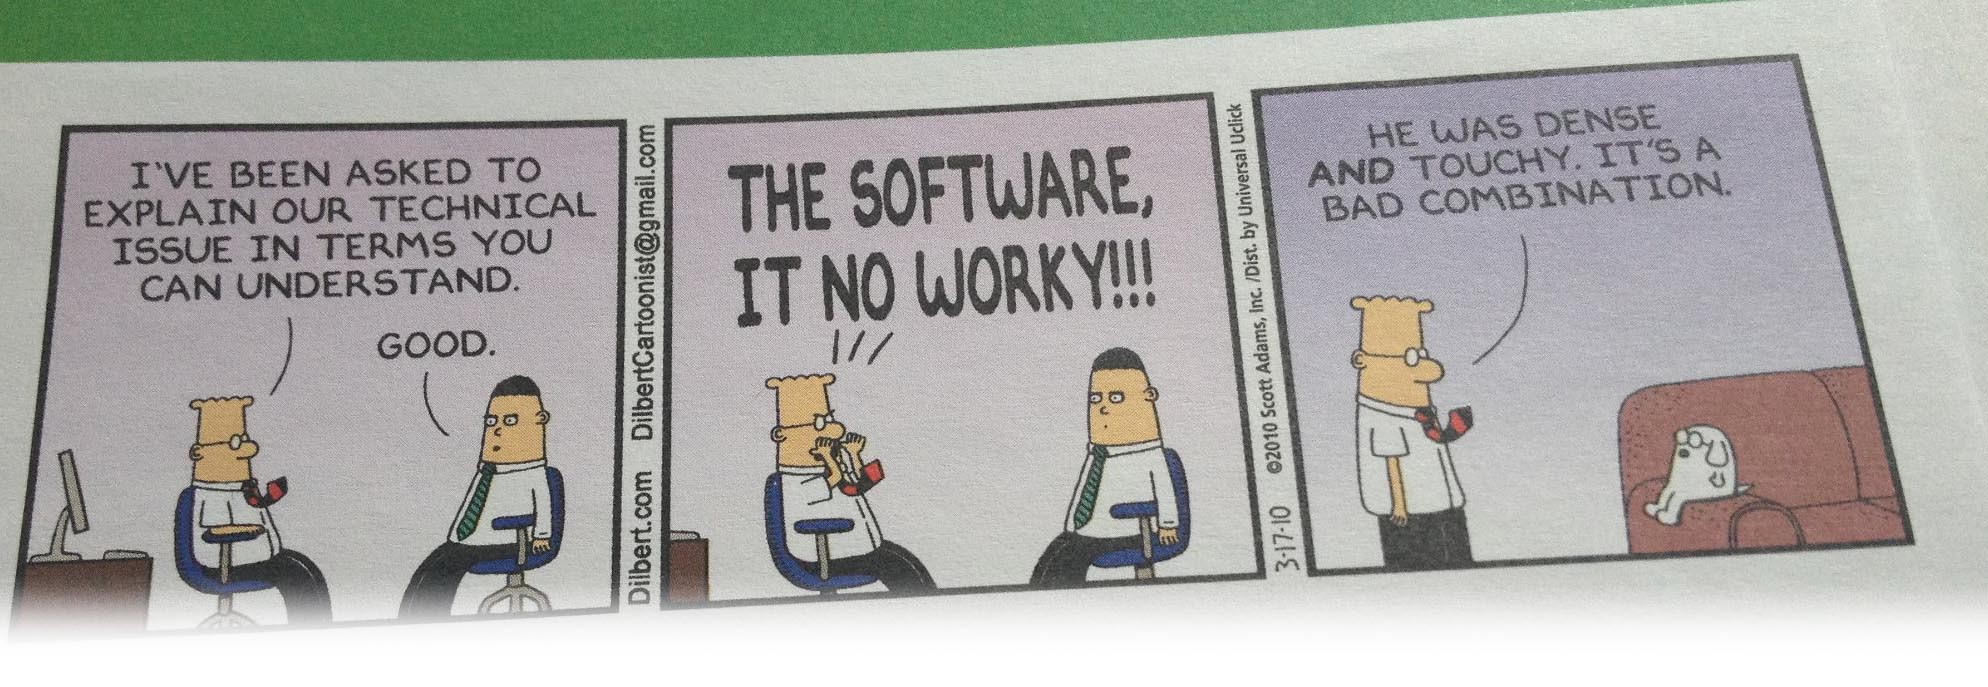 I'VE BEEN ASKED TO
EXPLAIN OUR TECHNICAL
ISSUE IN TERMS YOU
CAN UNDERSTAND.
GOOD.
Dilbert.com DilbertCartoonist@gmail.com
THE SOFTWARE,
IT NO WORKY!!!
3-17-10 ©2010 Scott Adams, Inc. /Dist. by Universal Uclick
HE WAS DENSE
AND TOUCHY. IT'S A
BAD COMBINATION.